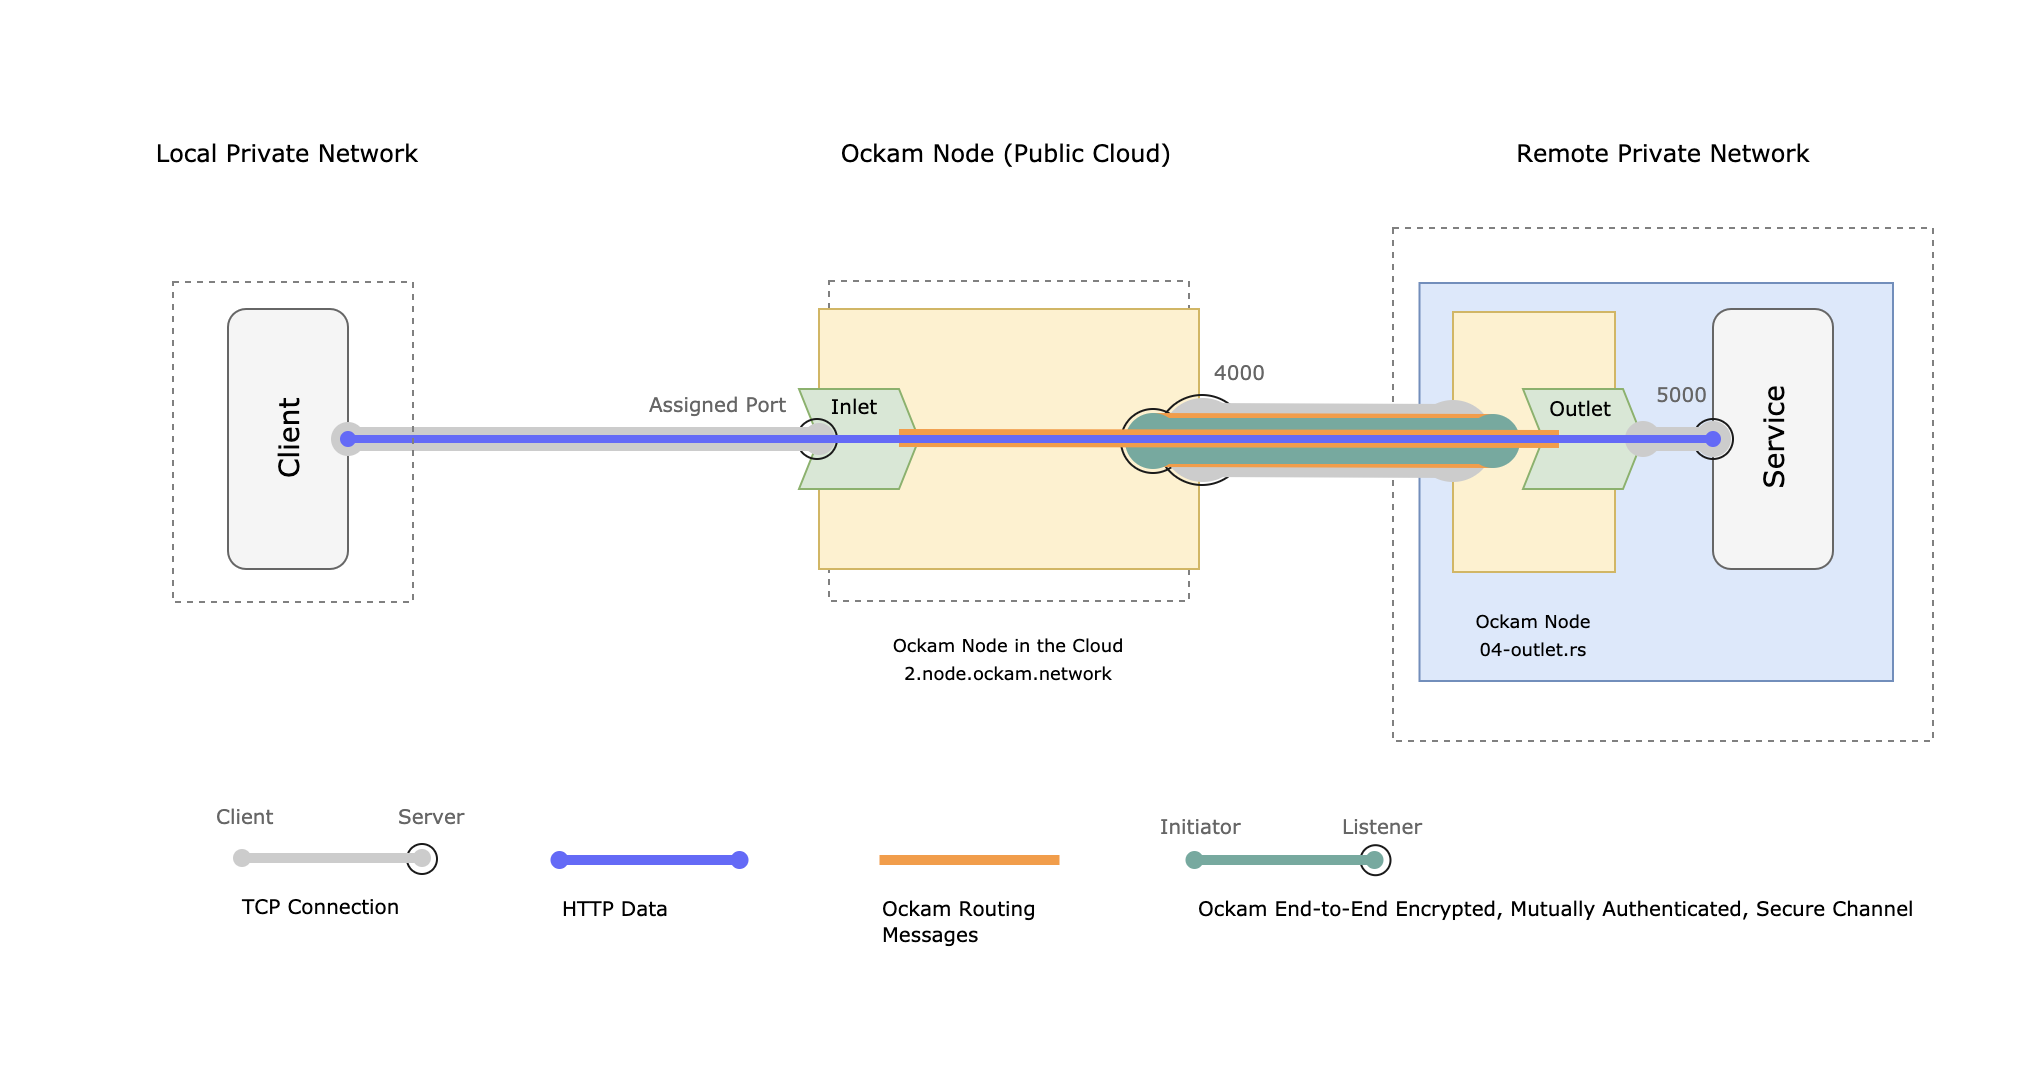 Local Private Network
Ockam Node (Public Cloud)
Remote Private Network
Client
Assigned Port
Inlet
4000
Outlet
5000
Service
Ockam Node
04-outlet.rs
Ockam Node in the Cloud
2.node.ockam.network
Client
Server
TCP Connection
HTTP Data
Ockam Routing
Messages
Initiator
Listener
Ockam End-to-End Encrypted, Mutually Authenticated, Secure Channel